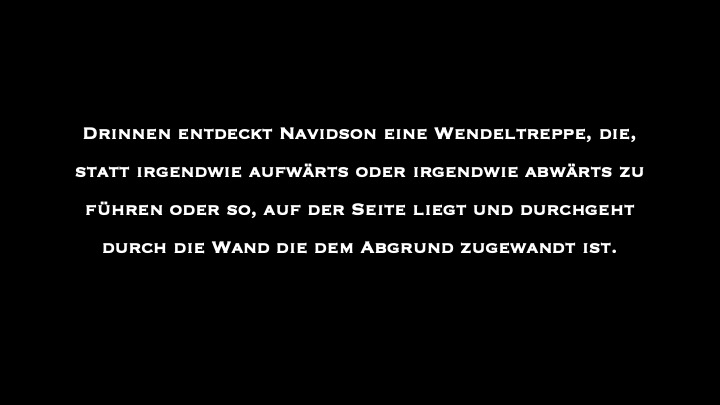 Drinnen entdeckt Navidson eine Wendeltreppe, die,
statt irgendwie aufwärts oder irgendwie abwärts zu
führen oder so, auf der Seite liegt und durchgeht
durch die Wand die dem Abgrund zugewandt ist.